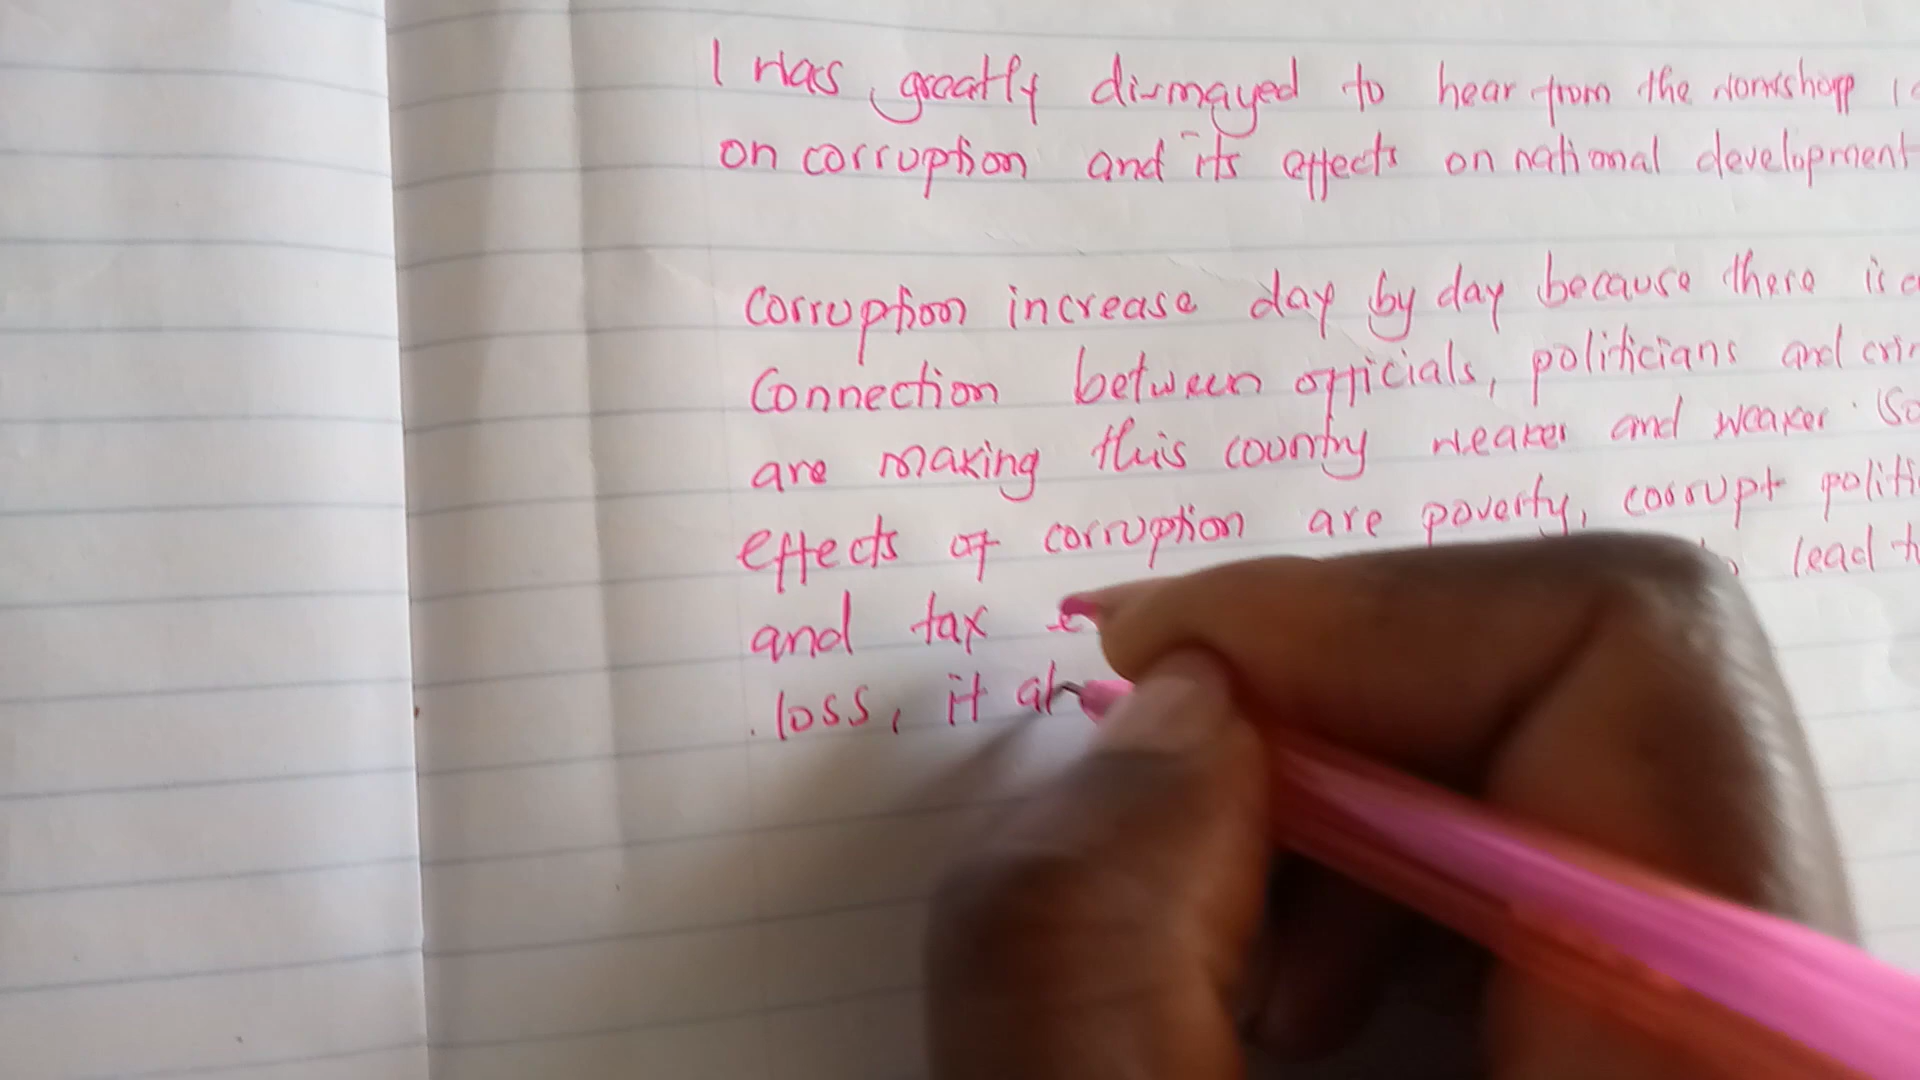 I was greatly dismayed to hear from the workshop I
on corruption and its effects on national development
Corruption increase day by day because there is
Connection between officials, politicians and
are making this country weaker and weaker. So
effects of corruption are poverty, corrupt
lead
and tax
loss, it